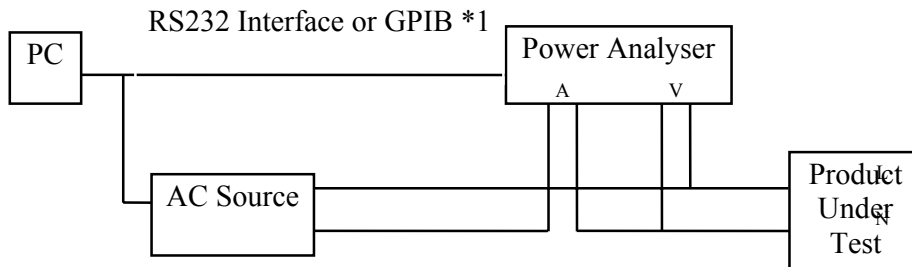 RS232 Interface or GPIB *1
PC
Power Analyser
A V
AC Source
Product
L
Under
N
Test